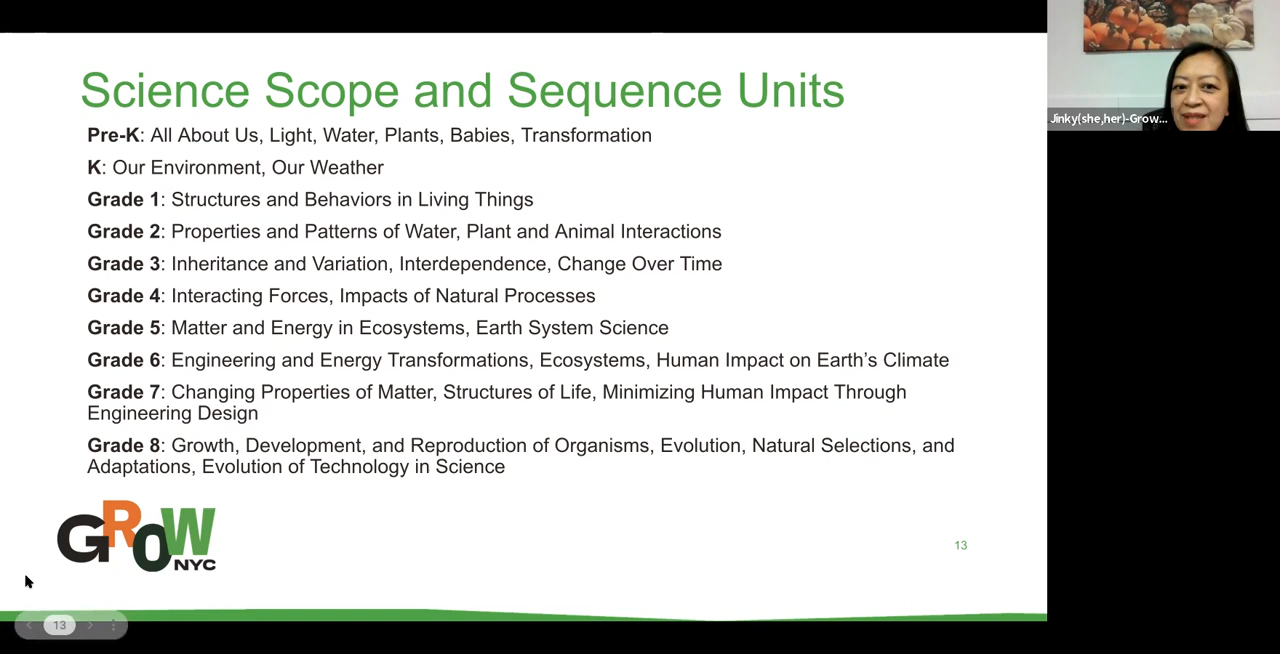 Science Scope and Sequence Units
Pre-K: All About Us, Light, Water, Plants, Babies, Transformation
K: Our Environment, Our Weather
Grade 1: Structures and Behaviors in Living Things
Grade 2: Properties and Patterns of Water, Plant and Animal Interactions
Grade 3: Inheritance and Variation, Interdependence, Change Over Time
Grade 4: Interacting Forces, Impacts of Natural Processes
Grade 5: Matter and Energy in Ecosystems, Earth System Science
Grade 6: Engineering and Energy Transformations, Ecosystems, Human Impact on Earth's Climate
Grade 7: Changing Properties of Matter, Structures of Life, Minimizing Human Impact Through
Engineering Design
Grade 8: Growth, Development, and Reproduction of Organisms, Evolution, Natural Selections, and
Adaptations, Evolution of Technology in Science
GROW
NYC
13
13
Jinky(she,her)-Grow...